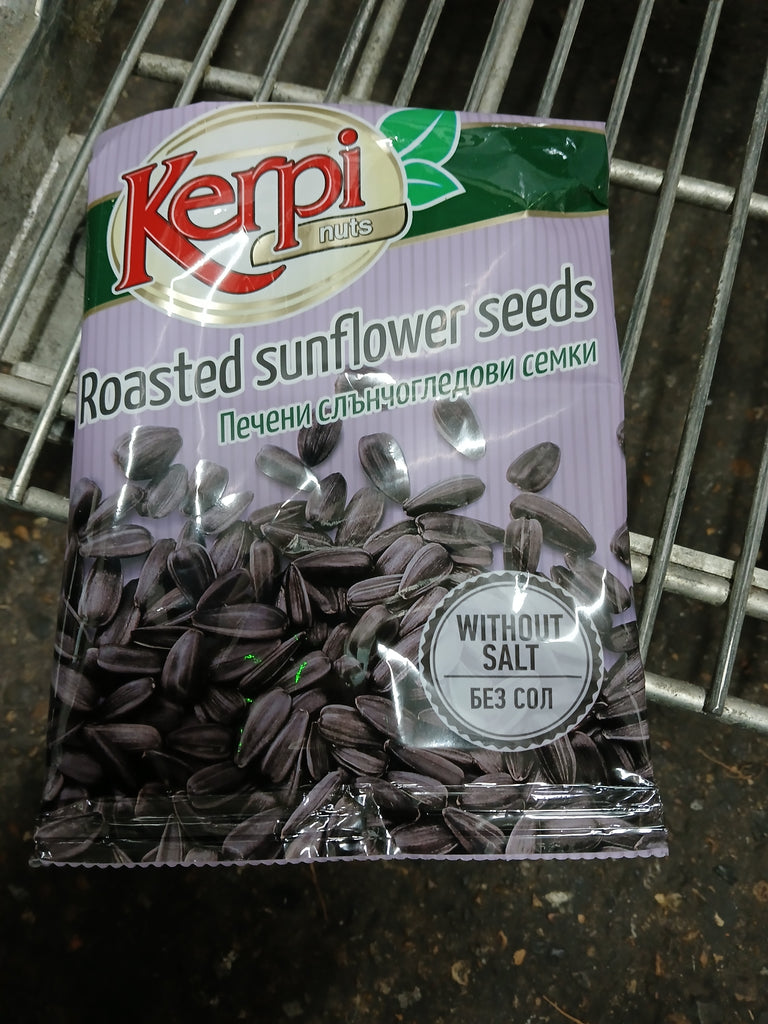 Kerpi
nuts
Roasted sunflower seeds
Печени слънчогледови семки
WITHOUT
SALT
БЕЗ СОЛ